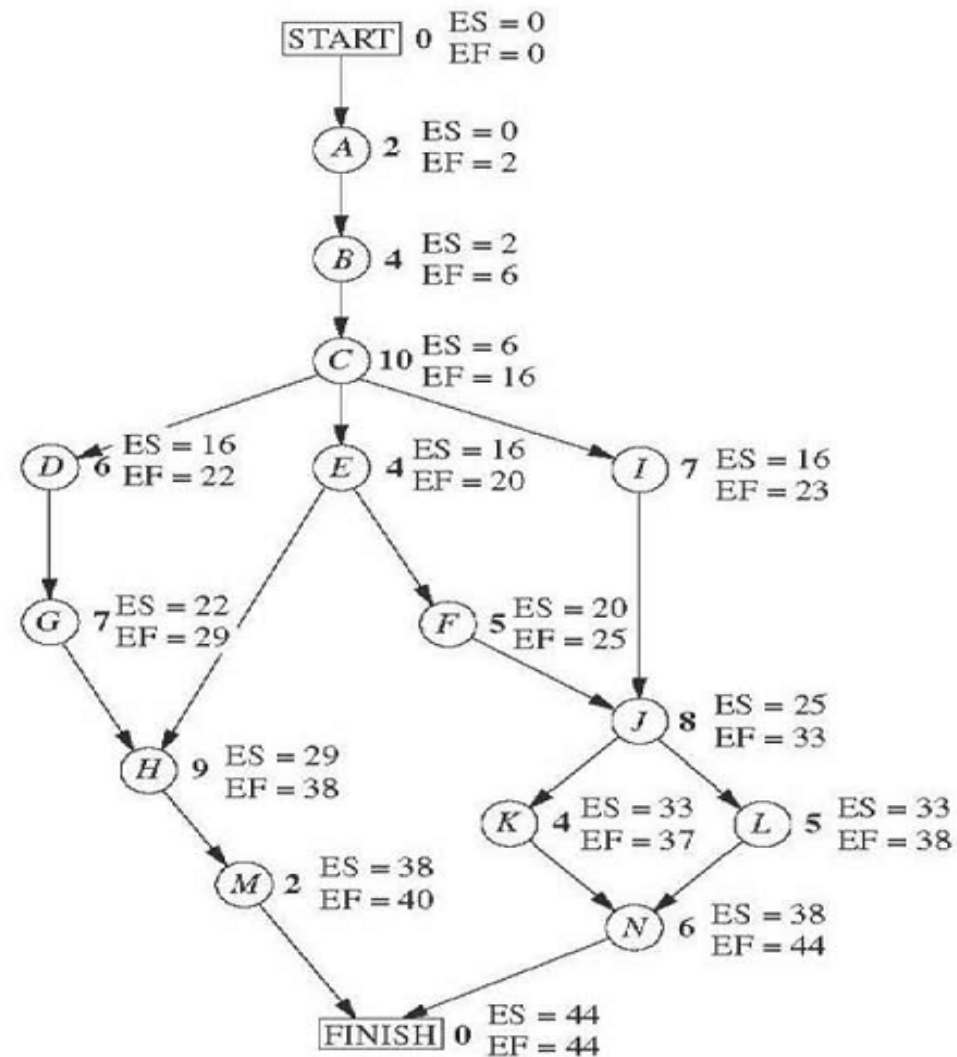 START 0 ES = 0
EF = 0
A 2 ES = 0
EF = 2
B 4 ES = 2
EF = 6
C 10 ES = 6
EF = 16
D 6 ES = 16
EF = 22
E 4 ES = 16
EF = 20
I 7 ES = 16
EF = 23
G 7 ES = 22
EF = 29
F 5 ES = 20
EF = 25
J 8 ES = 25
EF = 33
H 9 ES = 29
EF = 38
K 4 ES = 33
EF = 37
L 5 ES = 33
EF = 38
M 2 ES = 38
EF = 40
N 6 ES = 38
EF = 44
FINISH 0 ES = 44
EF = 44